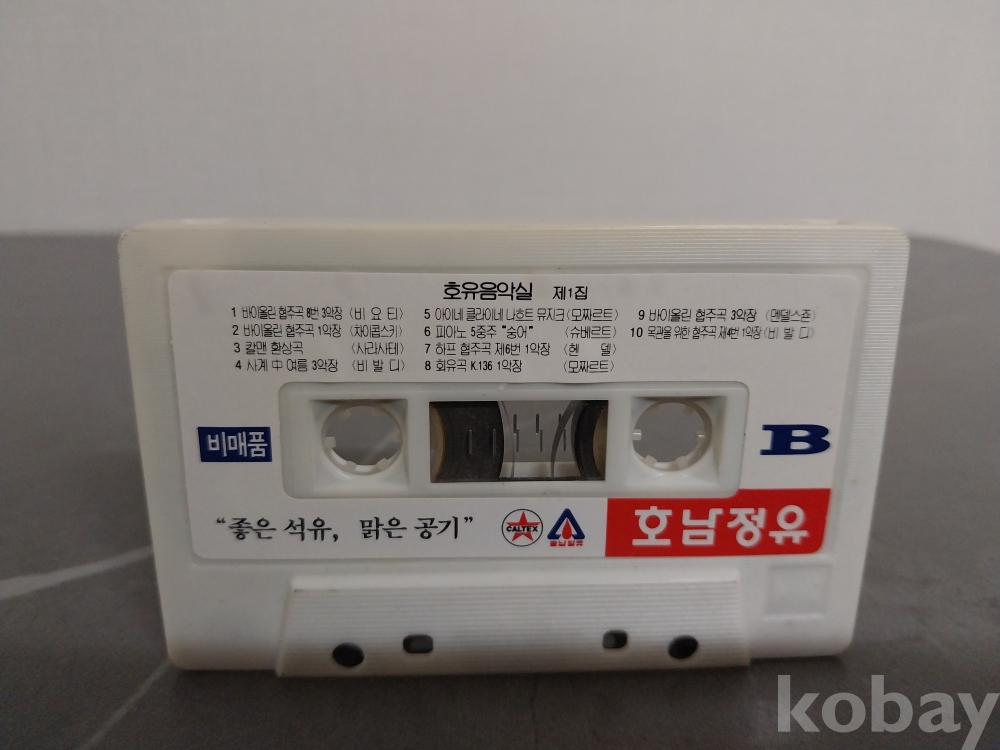 호유음악실 제1집
1 바이올린 협주곡 8번 3악장 〈비 요 티〉
2 바이올린 협주곡 1악장 〈차이콥스키〉
3 칼맨 환상곡 〈사라사테〉
4 사계 中 여름 3악장 〈비 발 디〉
5 아이네 클라이네 나흐트 뮤지크 〈모짜르트〉
6 피아노 5중주 "숭어" 〈슈베르트〉
7 하프 협주곡 제6번 1악장 〈헨 델〉
8 회유곡 K.136 1악장 〈모짜르트〉
9 바이올린 협주곡 3악장 〈멘델스죤〉
10 목관을 위한 협주곡 제4번 1악장 〈비 발 디〉
비매품
B
"좋은 석유, 맑은 공기"
CALTEX
호남정유
호남정유
kobay